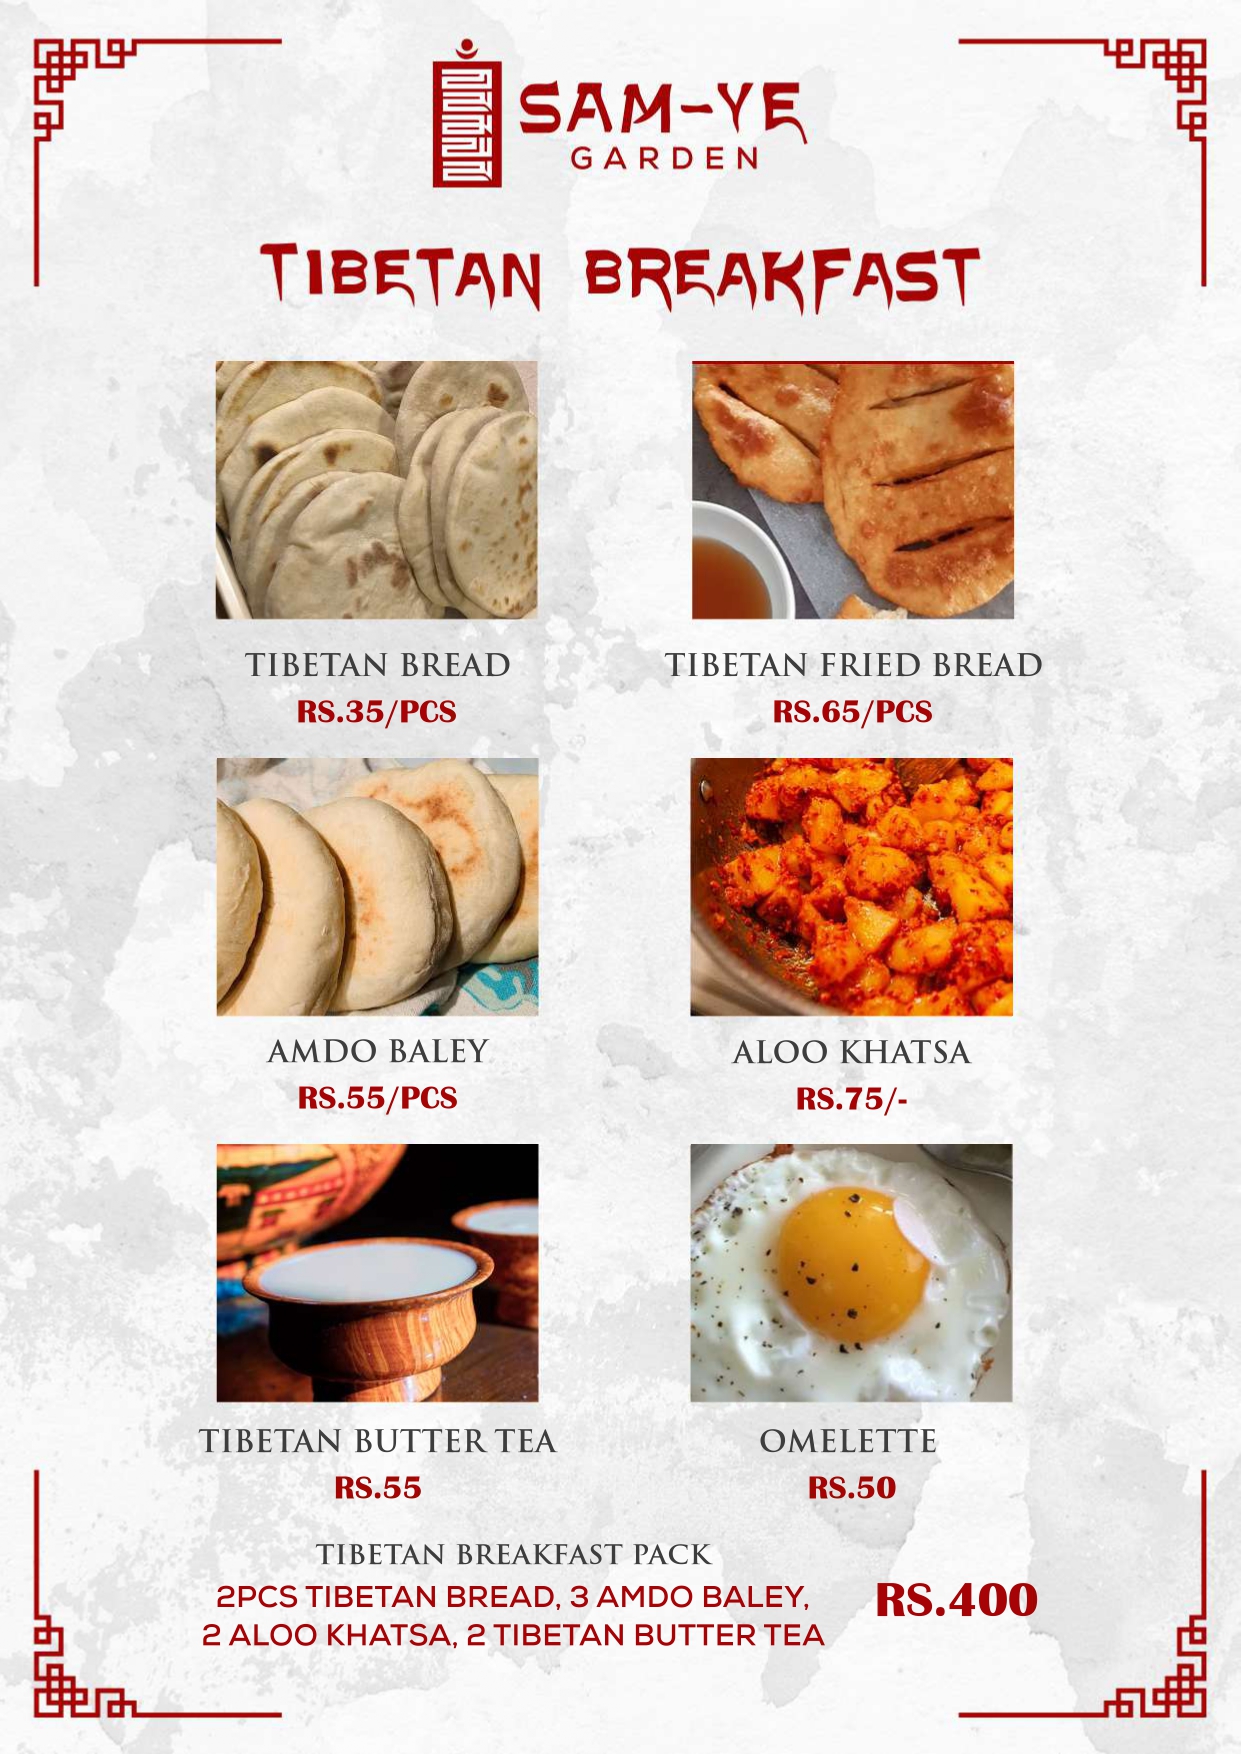 SAM-YE
GARDEN
TIBETAN BREAKFAST
TIBETAN BREAD
RS.35/PCS
TIBETAN FRIED BREAD
RS.65/PCS
AMDO BALEY
RS.55/PCS
ALOO KHATSA
RS.75/-
TIBETAN BUTTER TEA
RS.55
OMELETTE
RS.50
TIBETAN BREAKFAST PACK
2PCS TIBETAN BREAD, 3 AMDO BALEY,
2 ALOO KHATSA, 2 TIBETAN BUTTER TEA
RS.400